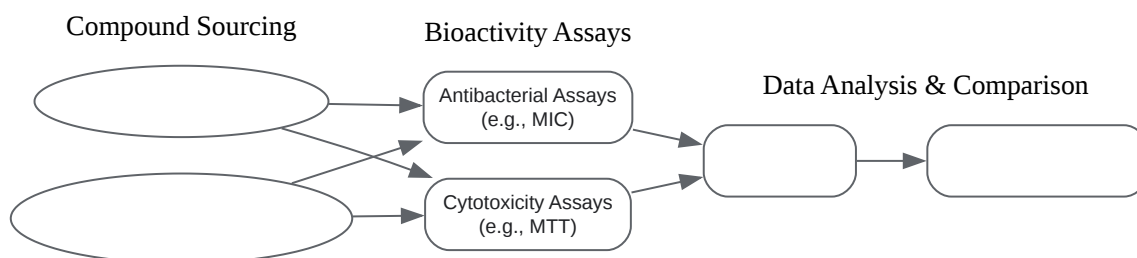 Compound Sourcing
Bioactivity Assays
Data Analysis & Comparison
Antibacterial Assays
(e.g., MIC)
Cytotoxicity Assays
(e.g., MTT)